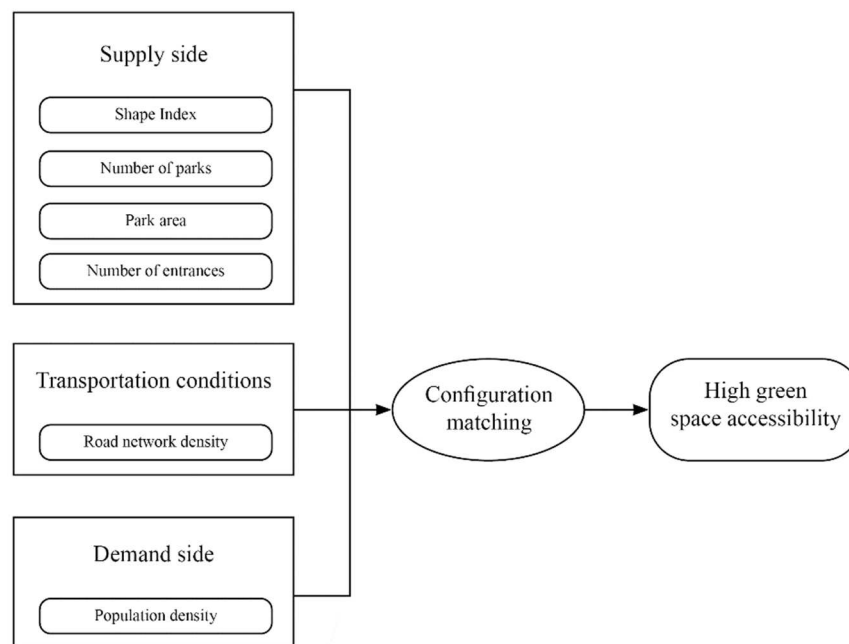 Supply side
Shape Index
Number of parks
Park area
Number of entrances
Transportation conditions
Road network density
Demand side
Population density
Configuration
matching
High green
space accessibility